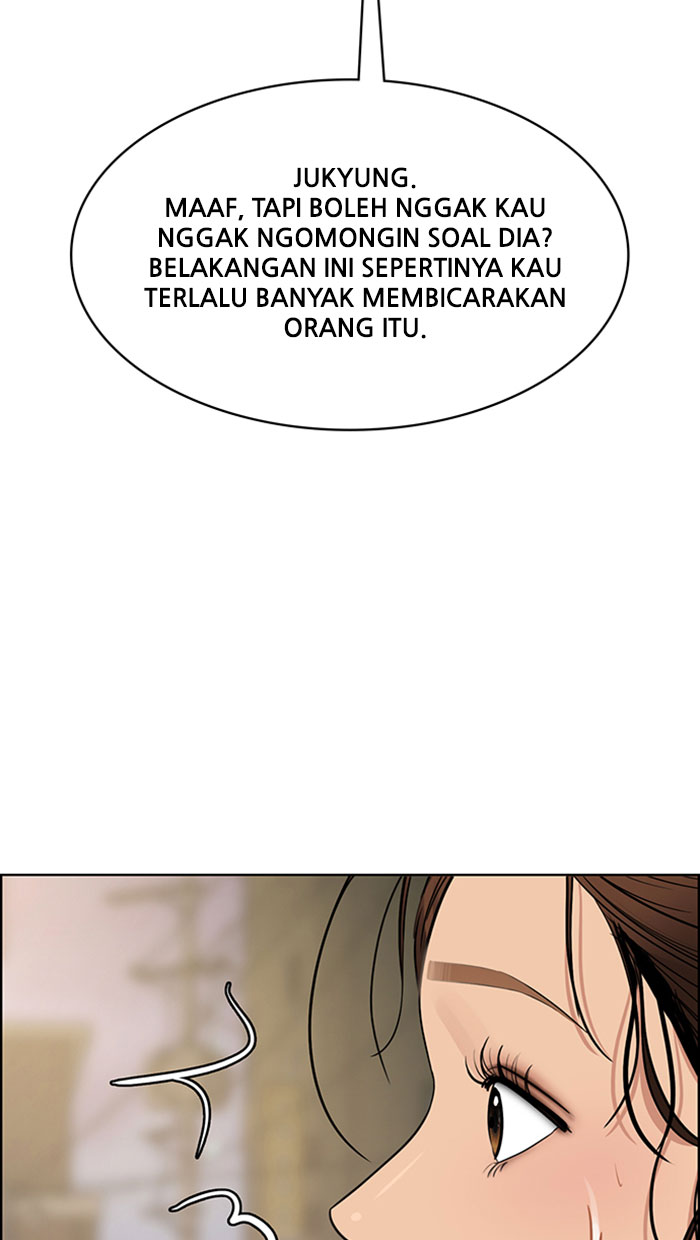 JUKYUNG.
MAAF, TAPI BOLEH NGGAK KAU
NGGAK NGOMONGIN SOAL DIA?
BELAKANGAN INI SEPERTINYA KAU
TERLALU BANYAK MEMBICARAKAN
ORANG ITU.